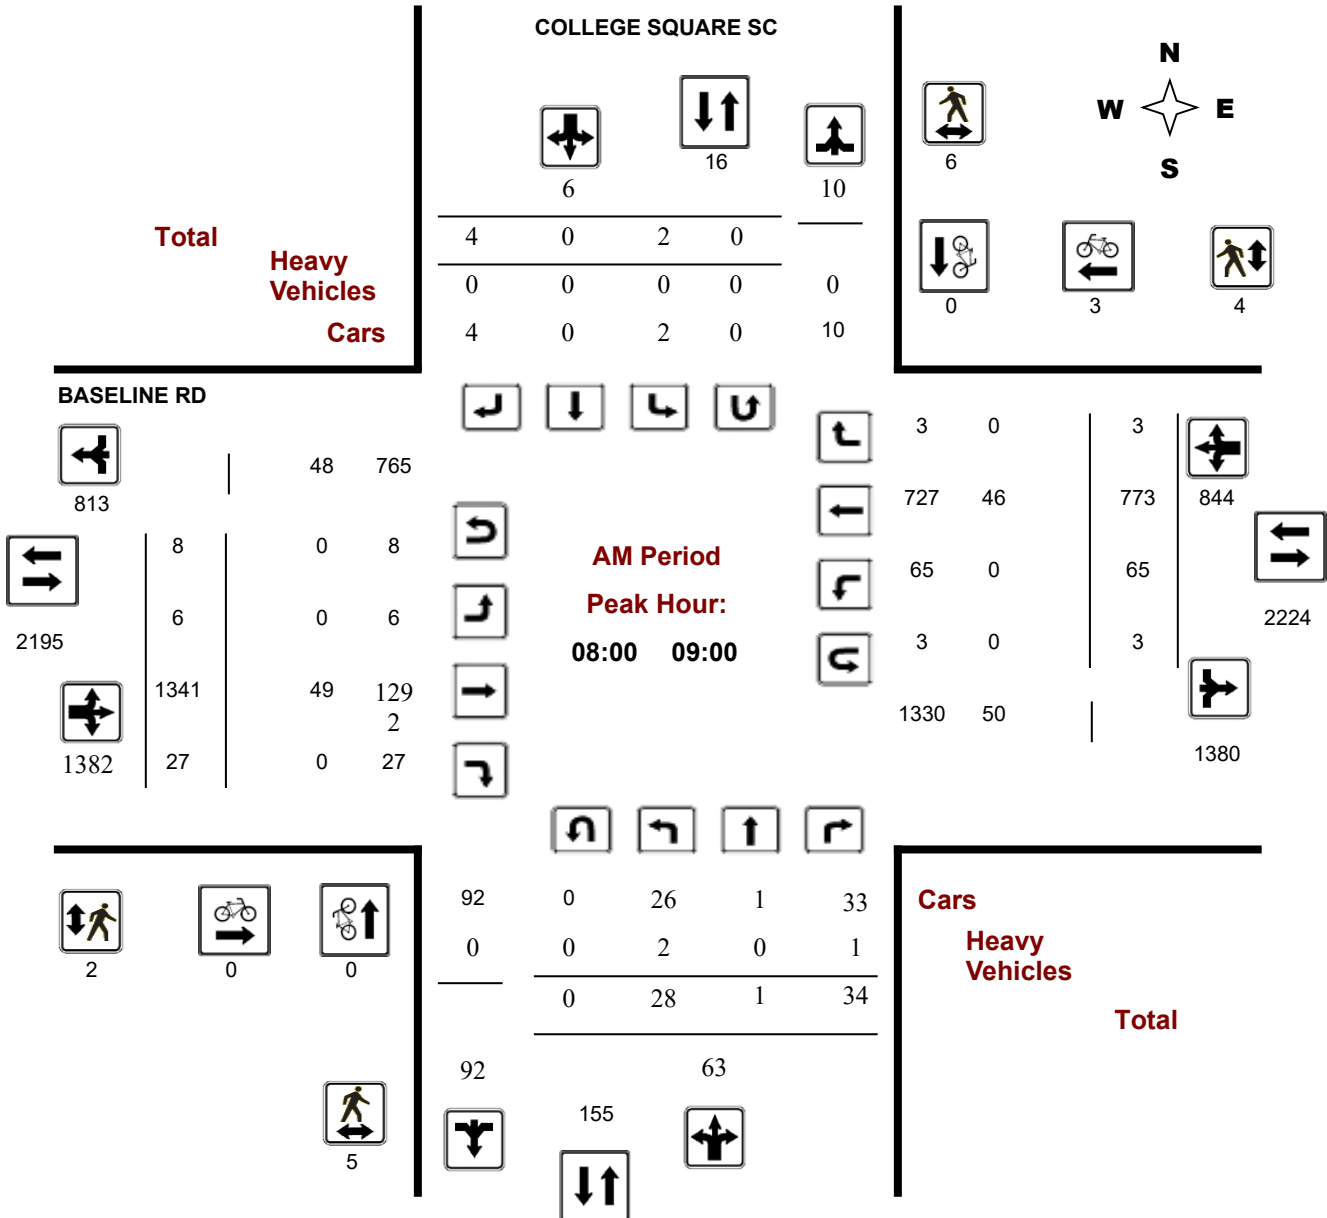 COLLEGE SQUARE SC
N
W E
S
16
6
6 10
Total 4 0 2 0
Heavy
Vehicles 0 0 0 0 0
0 3 4
Cars 4 0 2 0 10
BASELINE RD
3 0 3
48 765
813
727 46 773 844
8 0 8
AM Period
65 0 65
Peak Hour:
6 0 6
2195
2224
08:00 09:00
3 0 3
1341 49 129
2
1330 50
1382 27 0 27
1380
92 0 26 1 33 Cars
0 0 2 0 1 Heavy
Vehicles
2 0 0
0 28 1 34
Total
92 63
155
5